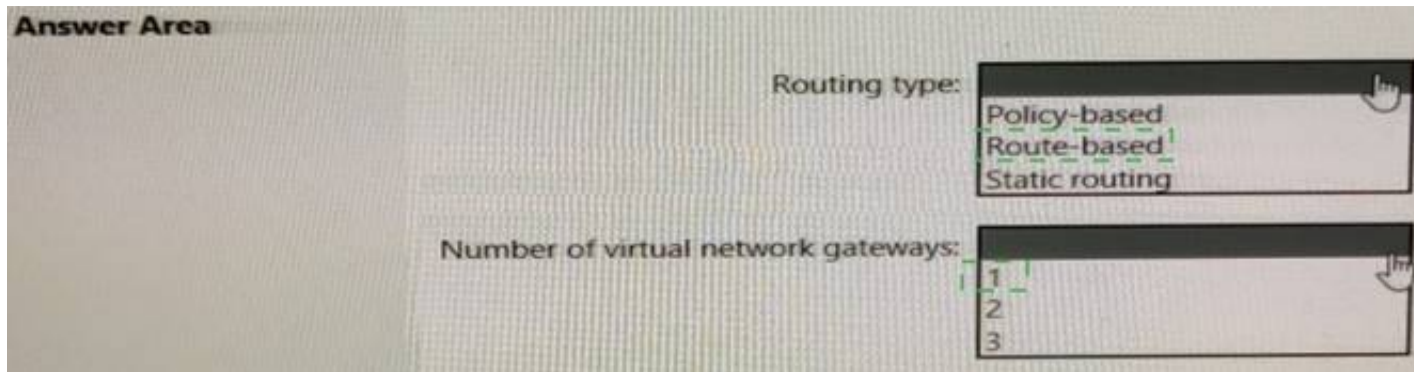 Answer Area
Routing type:
Policy-based
Route-based
Static routing
Number of virtual network gateways:
1
2
3